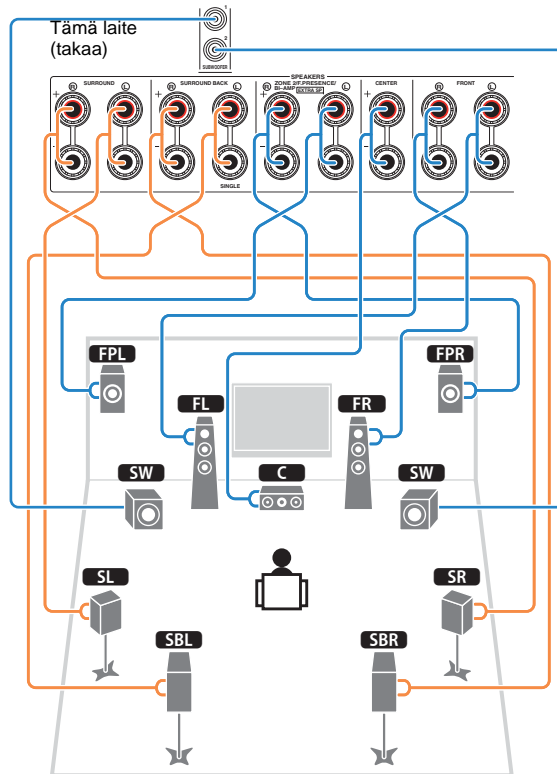 Tämä laite
(takaa)
1
2
SUBWOOFER
SPEAKERS
SURROUND
SURROUND BACK
ZONE 2/F.PRESENCE/
BI-AMP EXTRA SP
CENTER
FRONT
R L R L R L R L
+ + + +
- - - -
SINGLE
FPL FPR
FL FR
SW C SW
SL SR
SBL SBR